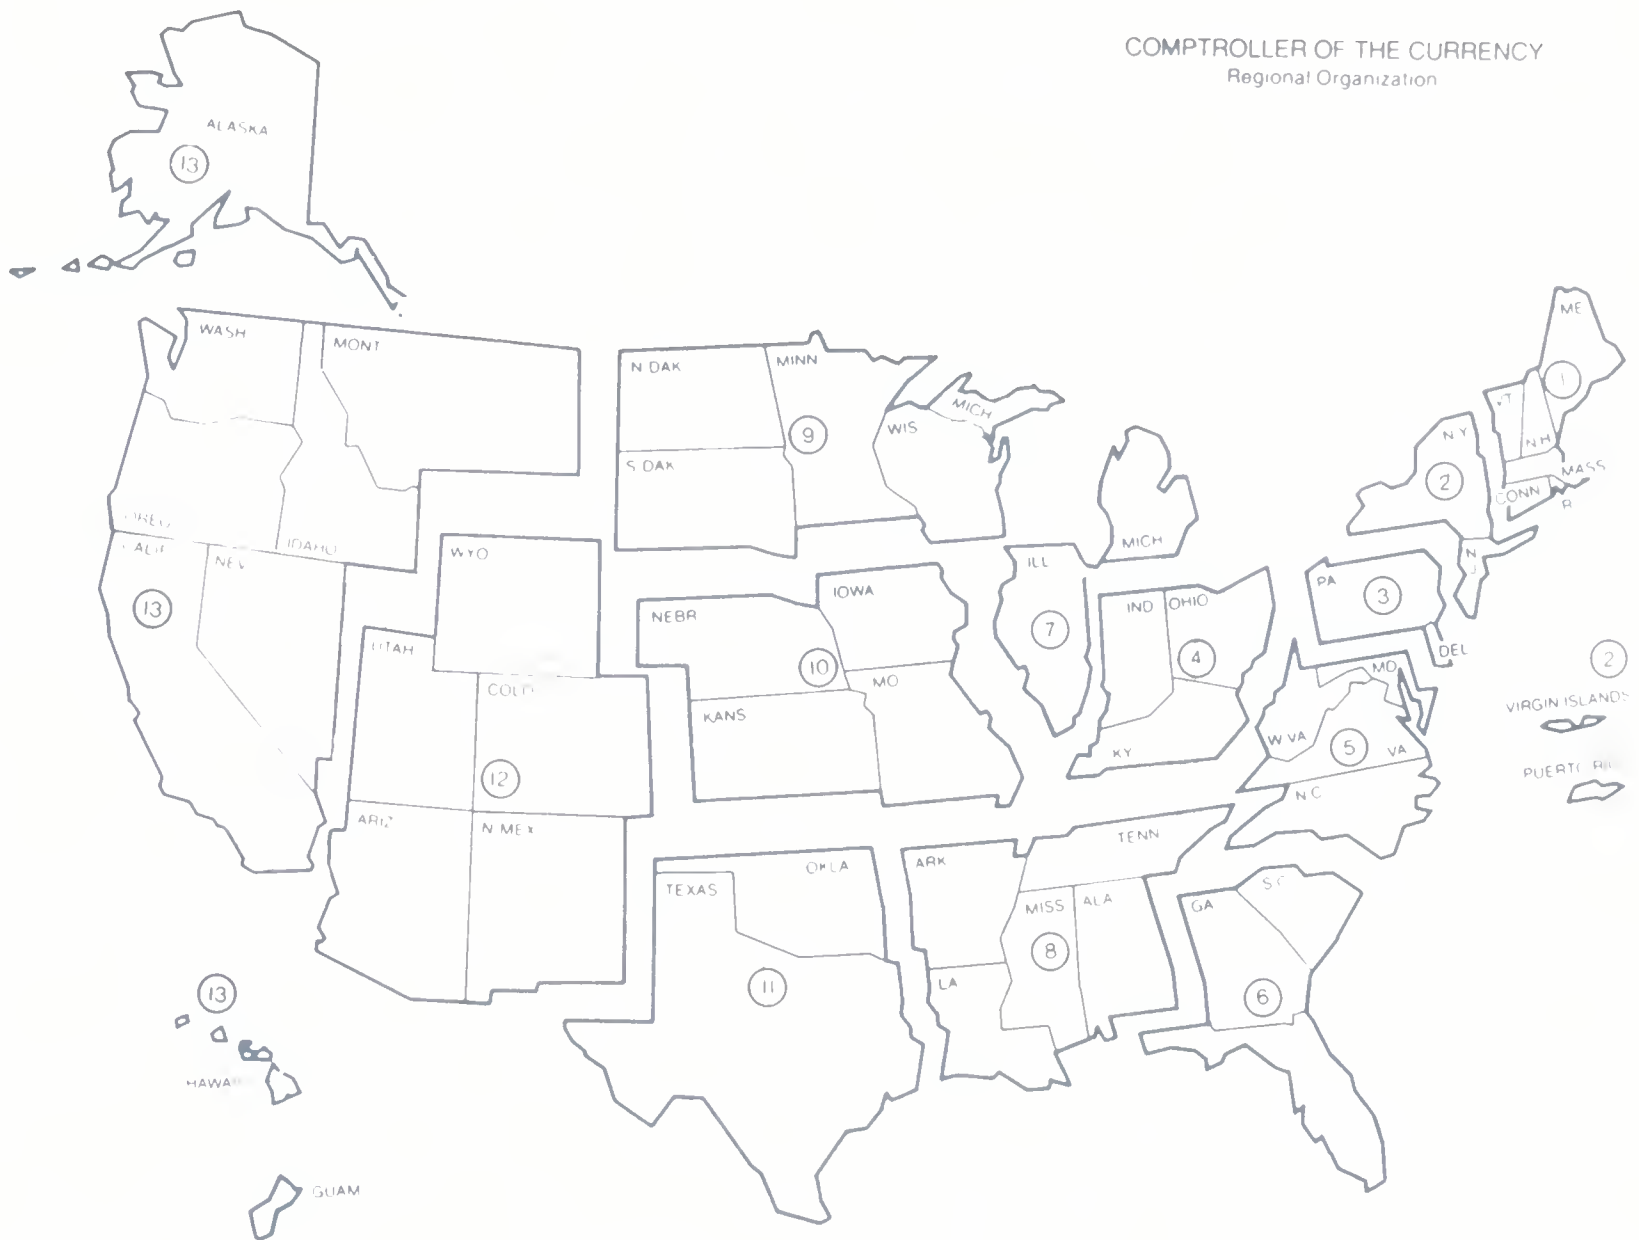 COMPTROLLER OF THE CURRENCY
Regional Organization
ALASKA
13
WASH
MONT
N DAK
MINN
MICH
ME
1
VT
N H
N Y
2
MASS
CONN
R
WIS
9
S DAK
MICH
IDAHO
CALIF
NEV
13
WYO
UTAH
COLO
12
NEBR
IOWA
10
MO
KANS
ILL
7
IND
OHIO
4
KY
PA
3
N
J
DEL
MD
2
VIRGIN ISLANDS
W VA
5
VA
N C
ARIZ
N MEX
OKLA
TEXAS
11
ARK
TENN
MISS
ALA
8
LA
GA
S C
6
13
GUAM